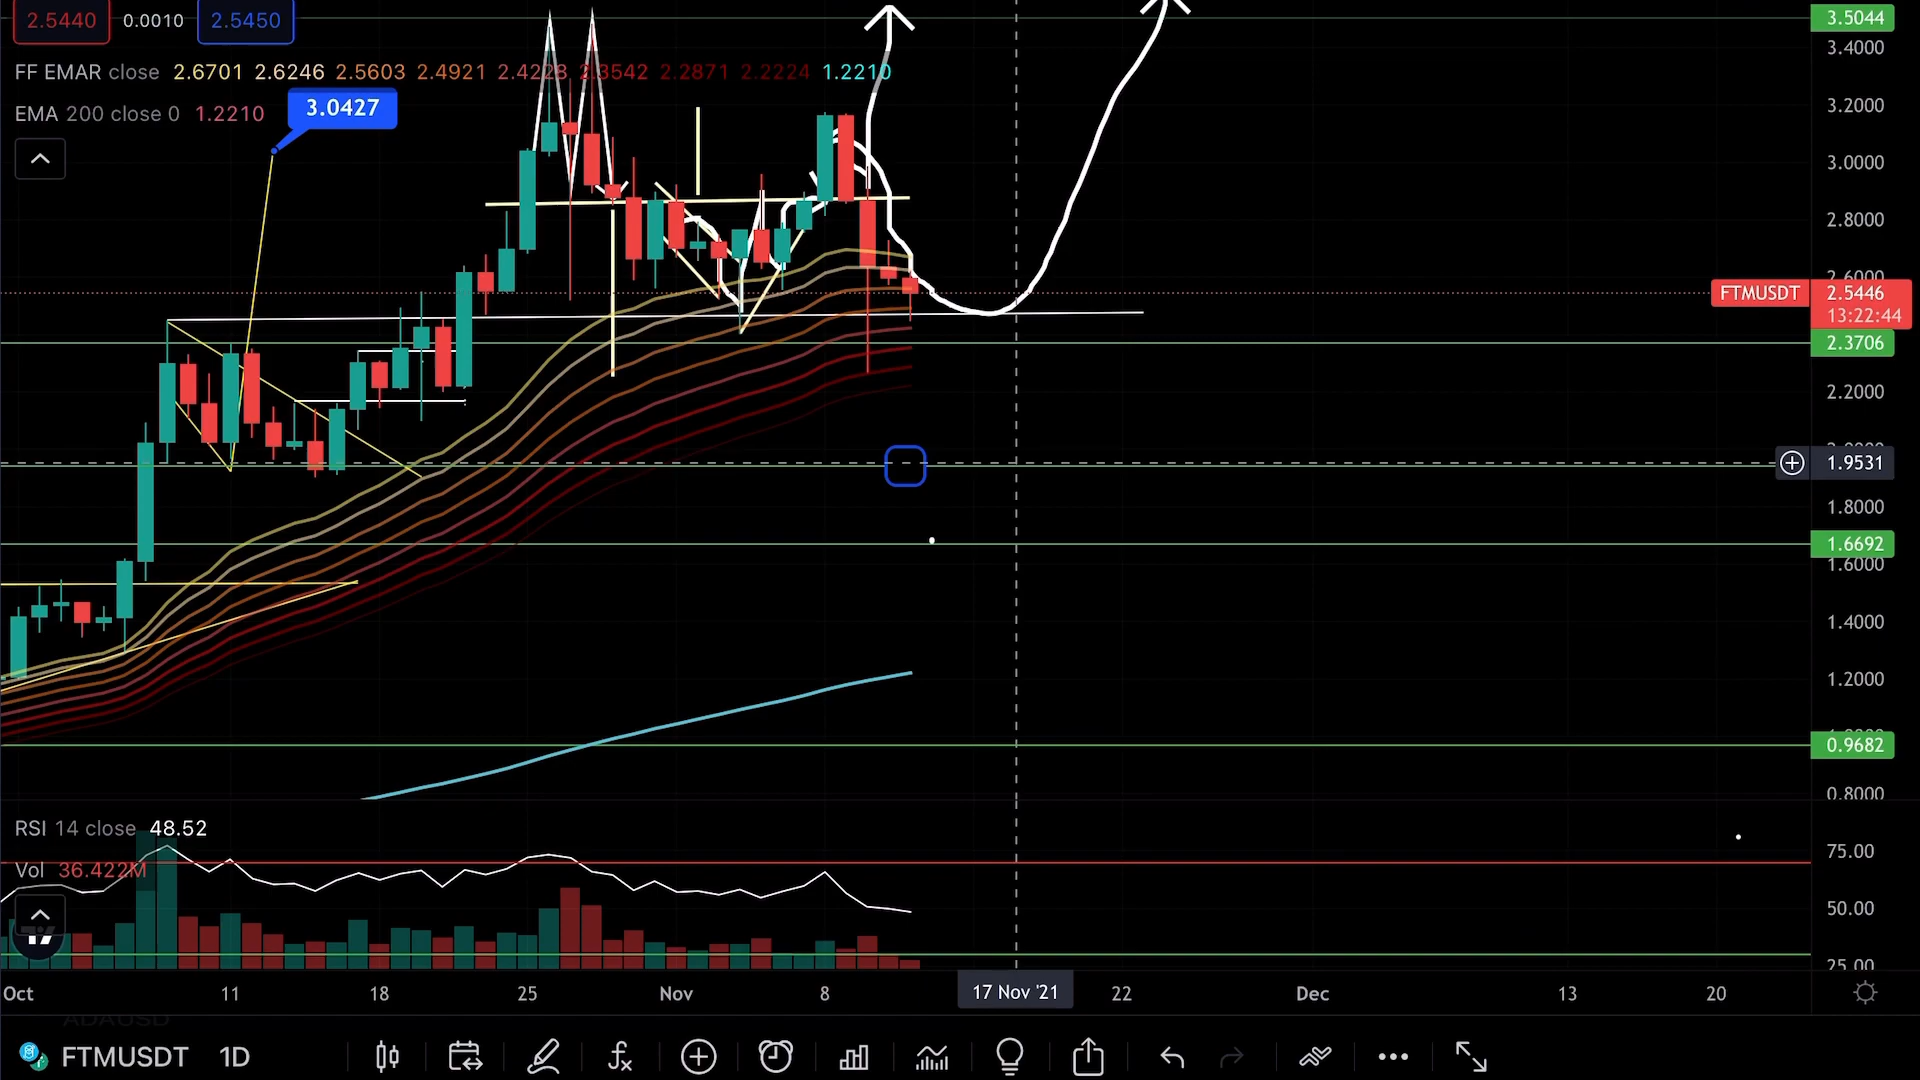 2.5440 0.0010 2.5450
FF EMAR close 2.6701 2.6246 2.5603 2.4921 2.4228 2.3542 2.2871 2.2224 1.2210
EMA 200 close 0 1.2210
3.0427
3.5044
3.4000
3.2000
3.0000
2.8000
2.6000
FTMUSDT 2.5446
13:22:44
2.3706
2.2000
1.9531
1.8000
1.6692
1.6000
1.4000
1.2000
0.9682
0.8000
RSI 14 close 48.52
Vol 36.422M
75.00
50.00
25.00
Oct 11 18 25 Nov 8 17 Nov '21 22 Dec 13 20
ADAUSD
FTMUSDT 1D